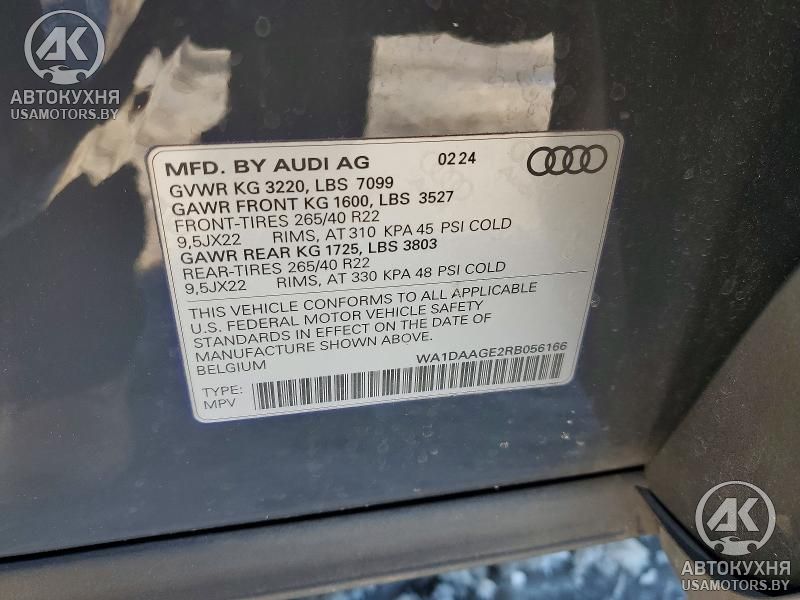 АВТОКУХНЯ
USAMOTORS.BY
MFD. BY AUDI AG 02 24
GVWR KG 3220, LBS 7099
GAWR FRONT KG 1600, LBS 3527
FRONT-TIRES 265/40 R22
9,5JX22 RIMS, AT 310 KPA 45 PSI COLD
GAWR REAR KG 1725, LBS 3803
REAR-TIRES 265/40 R22
9,5JX22 RIMS, AT 330 KPA 48 PSI COLD
THIS VEHICLE CONFORMS TO ALL APPLICABLE
U.S. FEDERAL MOTOR VEHICLE SAFETY
STANDARDS IN EFFECT ON THE DATE OF
MANUFACTURE SHOWN ABOVE.
BELGIUM WA1DAAGE2RB056166
TYPE:
MPV
АВТОКУХНЯ
USAMOTORS.BY